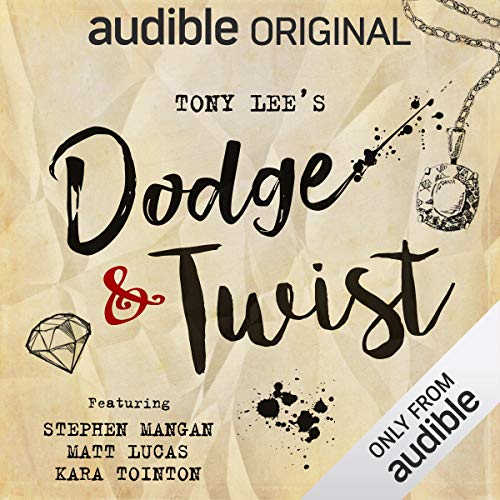 audible ORIGINAL
TONY LEE'S
Dodge
& Twist
Featuring
STEPHEN MANGAN
MATT LUCAS
KARA TOINTON
ONLY FROM
audible